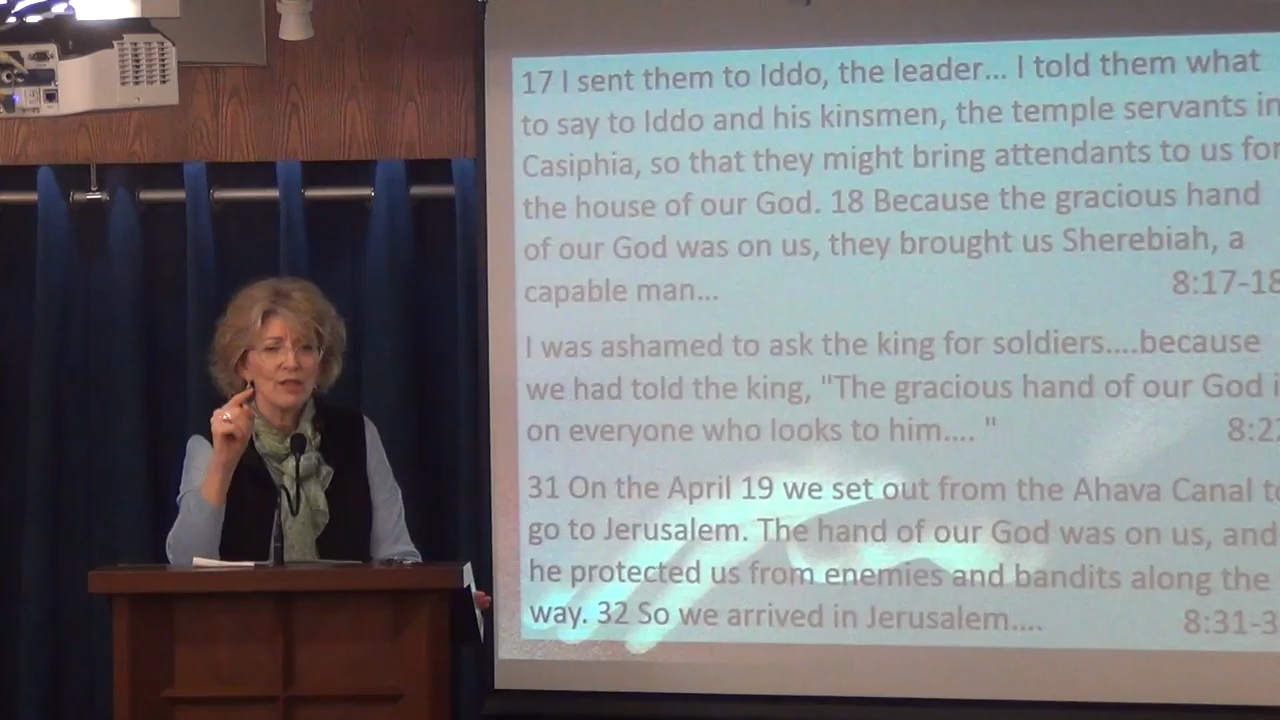 17 I sent them to Iddo, the leader... I told them what
to say to Iddo and his kinsmen, the temple servants in
Casiphia, so that they might bring attendants to us for
the house of our God. 18 Because the gracious hand
of our God was on us, they brought us Sherebiah, a
capable man... 8:17-18
I was ashamed to ask the king for soldiers....because
we had told the king, "The gracious hand of our God
on everyone who looks to him.... "
31 On the April 19 we set out from the Ahava Canal
go to Jerusalem. The hand of our God was on us, and
he protected us from enemies and bandits along the
way. 32 So we arrived in Jerusalem....